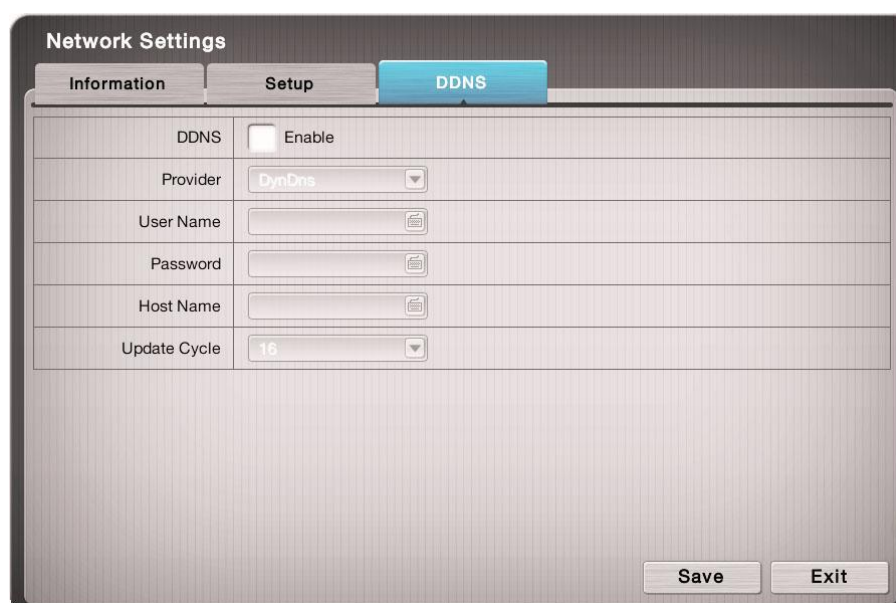 Network Settings
Information Setup DDNS
DDNS Enable
Provider DynDns
User Name
Password
Host Name
Update Cycle 16
Save Exit